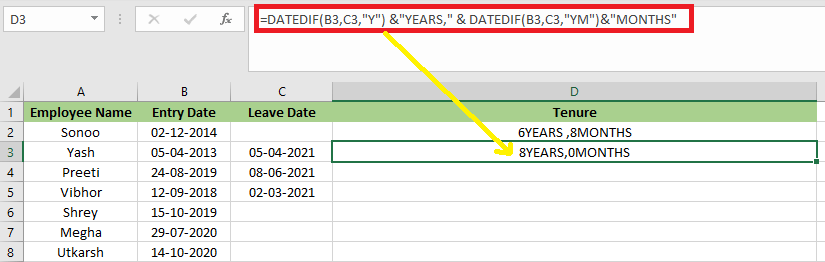 D3 fx =DATEDIF(B3,C3,"Y") &"YEARS," & DATEDIF(B3,C3,"YM")&"MONTHS"
A B C D
1 Employee Name Entry Date Leave Date Tenure
2 Sonoo 02-12-2014 6YEARS ,8MONTHS
3 Yash 05-04-2013 05-04-2021 8YEARS,0MONTHS
4 Preeti 24-08-2019 08-06-2021
5 Vibhor 12-09-2018 02-03-2021
6 Shrey 15-10-2019
7 Megha 29-07-2020
8 Utkarsh 14-10-2020